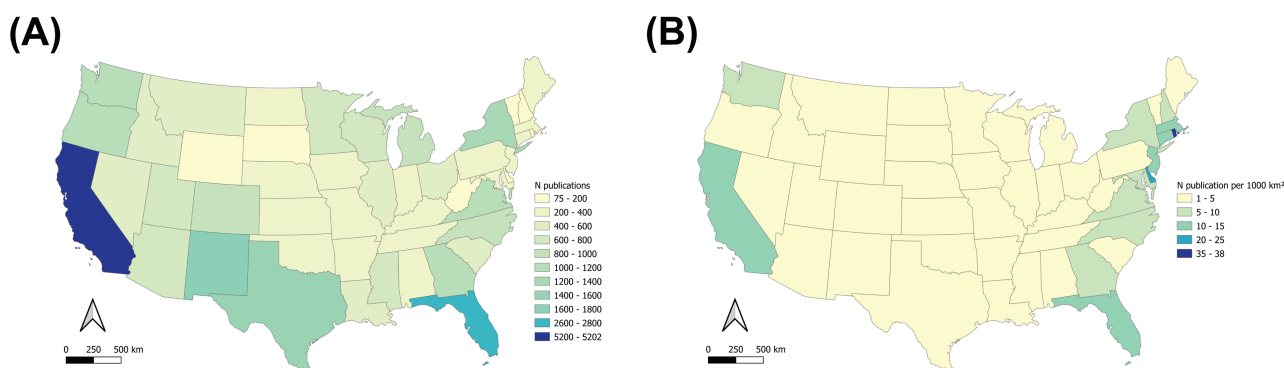 (A)
N publications
75 - 200
200 - 400
400 - 600
600 - 800
800 - 1000
1000 - 1200
1200 - 1400
1400 - 1600
1600 - 1800
2600 - 2800
5200 - 5202
0 250 500 km
(B)
N publication per 1000 km²
1 - 5
5 - 10
10 - 15
20 - 25
35 - 38
0 250 500 km